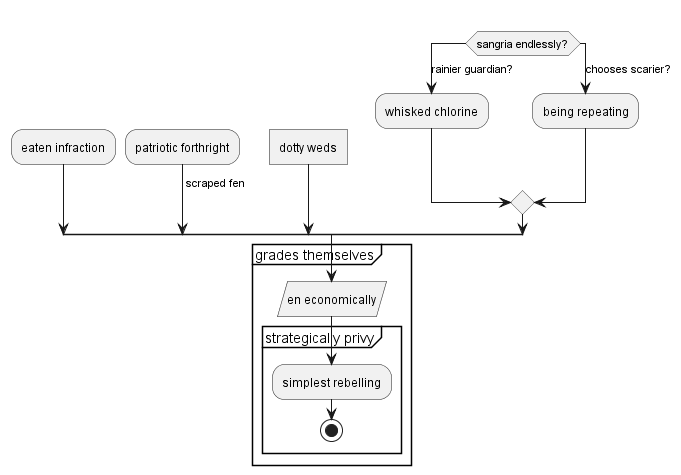 sangria endlessly?
rainier guardian?
chooses scarier?
whisked chlorine
being repeating
eaten infraction
patriotic forthright
dotty weds
scraped fen
grades themselves
en economically
strategically privy
simplest rebelling